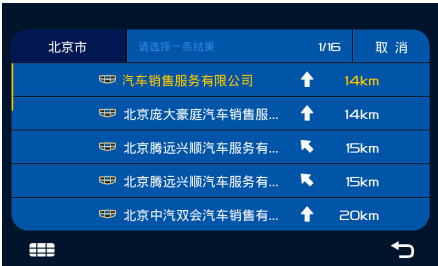 北京市 请选择一条结果 1/16 取 消
汽车销售服务有限公司 14km
北京庞大豪庭汽车销售服... 14km
北京腾远兴顺汽车服务有... 15km
北京腾远兴顺汽车服务有... 15km
北京中汽双会汽车销售有... 20km